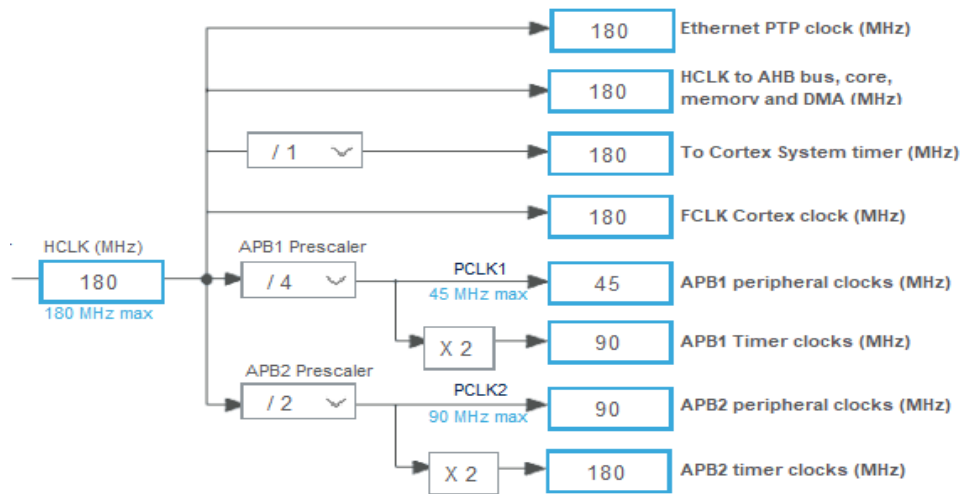 180 Ethernet PTP clock (MHz)
180 HCLK to AHB bus, core,
memory and DMA (MHz)
/ 1 180 To Cortex System timer (MHz)
180 FCLK Cortex clock (MHz)
HCLK (MHz)
180
180 MHz max
APB1 Prescaler
/ 4
PCLK1
45 MHz max
45 APB1 peripheral clocks (MHz)
X 2 90 APB1 Timer clocks (MHz)
APB2 Prescaler
/ 2
PCLK2
90 MHz max
90 APB2 peripheral clocks (MHz)
X 2 180 APB2 timer clocks (MHz)